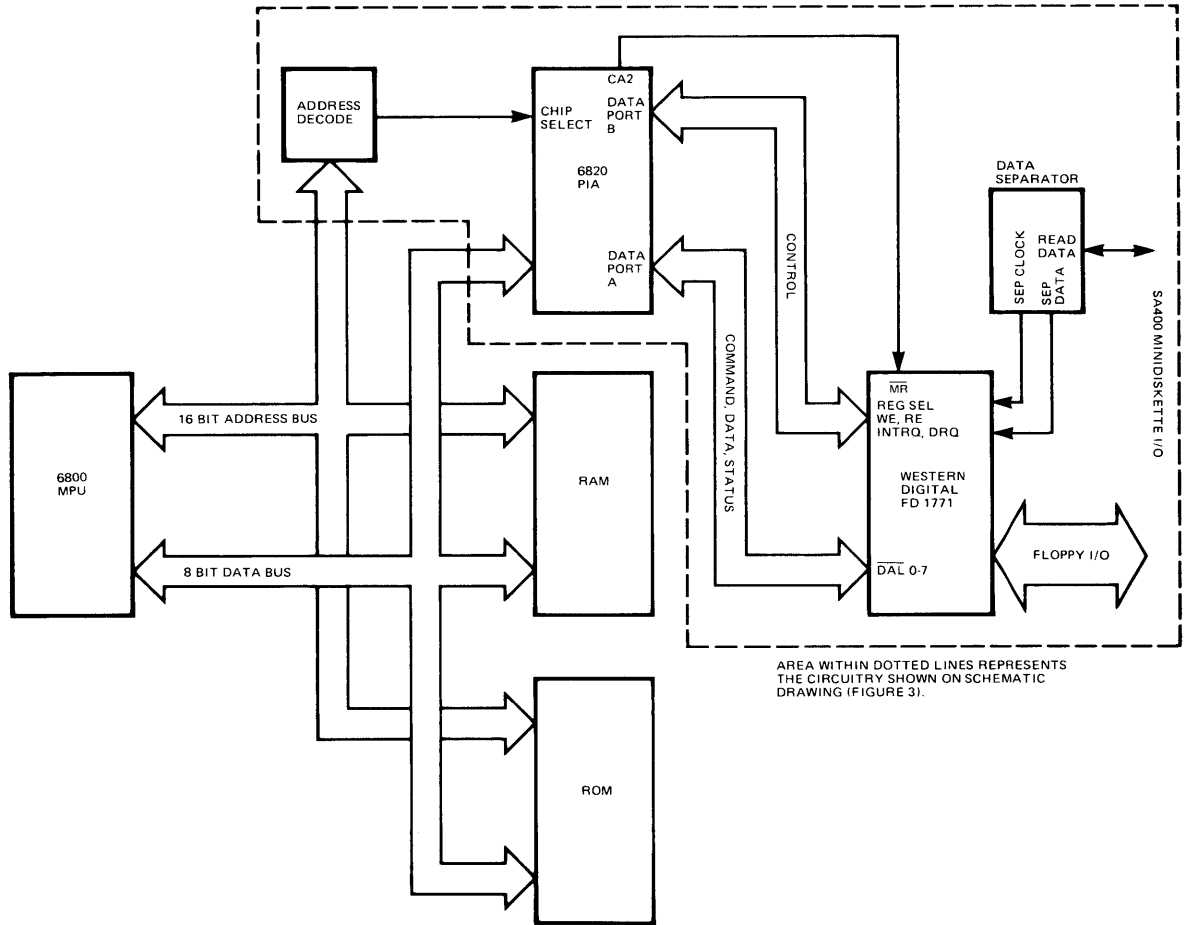 ADDRESS
DECODE
CHIP
SELECT
CA2
DATA
PORT
B
6820
PIA
DATA
PORT
A
DATA
SEPARATOR
SEP CLOCK
SEP
DATA
READ
DATA
CONTROL
COMMAND, DATA, STATUS
SA400 MINIDISKETTE I/O
6800
MPU
16 BIT ADDRESS BUS
8 BIT DATA BUS
RAM
MR
REG SEL
WE, RE
INTRQ, DRQ
WESTERN
DIGITAL
FD 1771
DAL 0-7
FLOPPY I/O
AREA WITHIN DOTTED LINES REPRESENTS
THE CIRCUITRY SHOWN ON SCHEMATIC
DRAWING (FIGURE 3).
ROM